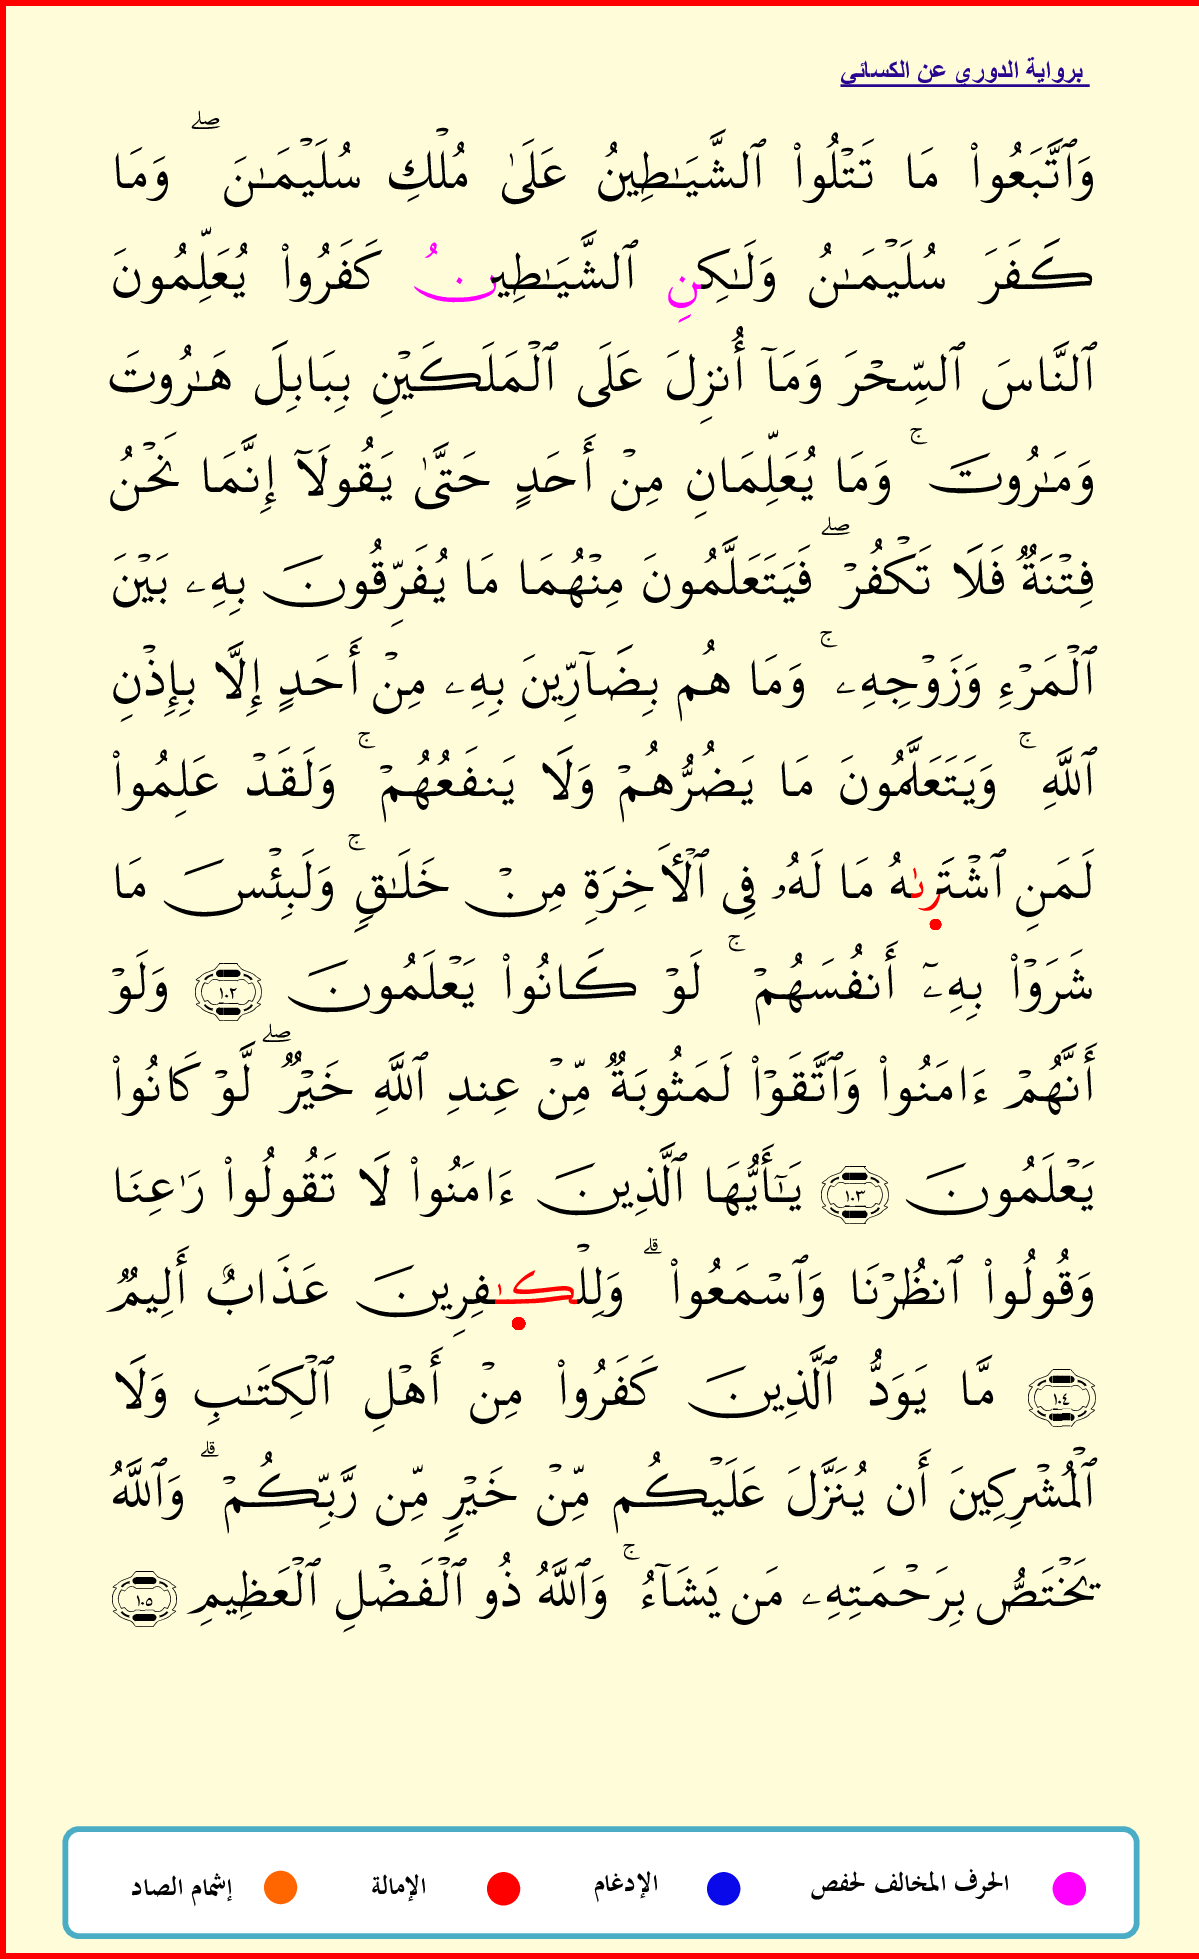 برواية الدوري عن الكسائي
وَٱتَّبَعُوا۟ مَا تَتْلُوا۟ ٱلشَّيَـٰطِينُ عَلَىٰ مُلْكِ سُلَيْمَـٰنَ ۖ وَمَا
كَفَرَ سُلَيْمَـٰنُ وَلَـٰكِنِ ٱلشَّيَـٰطِينُ كَفَرُوا۟ يُعَلِّمُونَ
ٱلنَّاسَ ٱلسِّحْرَ وَمَآ أُنزِلَ عَلَى ٱلْمَلَكَيْنِ بِبَابِلَ هَـٰرُوتَ
وَمَـٰرُوتَ ۚ وَمَا يُعَلِّمَانِ مِنْ أَحَدٍ حَتَّىٰ يَقُولَآ إِنَّمَا نَحْنُ
فِتْنَةٌ فَلَا تَكْفُرْ ۖ فَيَتَعَلَّمُونَ مِنْهُمَا مَا يُفَرِّقُونَ بِهِۦ بَيْنَ
ٱلْمَرْءِ وَزَوْجِهِۦ ۚ وَمَا هُم بِضَآرِّينَ بِهِۦ مِنْ أَحَدٍ إِلَّا بِإِذْنِ
ٱللَّهِ ۚ وَيَتَعَلَّمُونَ مَا يَضُرُّهُمْ وَلَا يَنفَعُهُمْ ۚ وَلَقَدْ عَلِمُوا۟
لَمَنِ ٱشْتَرِىٰهُ مَا لَهُۥ فِى ٱلْأَخِرَةِ مِنْ خَلَـٰقٍ ۚ وَلَبِئْسَ مَا
شَرَوْا۟ بِهِۦٓ أَنفُسَهُمْ ۚ لَوْ كَانُوا۟ يَعْلَمُونَ ١٠٢ وَلَوْ
أَنَّهُمْ ءَامَنُوا۟ وَٱتَّقَوْا۟ لَمَثُوبَةٌ مِّنْ عِندِ ٱللَّهِ خَيْرٌ ۖ لَّوْ كَانُوا۟
يَعْلَمُونَ ١٠٣ يَـٰٓأَيُّهَا ٱلَّذِينَ ءَامَنُوا۟ لَا تَقُولُوا۟ رَٰعِنَا
وَقُولُوا۟ ٱنظُرْنَا وَٱسْمَعُوا۟ ۗ وَلِلْكَـٰفِرِينَ عَذَابٌ أَلِيمٌ
١٠٤ مَّا يَوَدُّ ٱلَّذِينَ كَفَرُوا۟ مِنْ أَهْلِ ٱلْكِتَـٰبِ وَلَا
ٱلْمُشْرِكِينَ أَن يُنَزَّلَ عَلَيْكُم مِّنْ خَيْرٍ مِّن رَّبِّكُمْ ۗ وَٱللَّهُ
يَخْتَصُّ بِرَحْمَتِهِۦ مَن يَشَآءُ ۚ وَٱللَّهُ ذُو ٱلْفَضْلِ ٱلْعَظِيمِ ١٠٥
الحرف المخالف لحفص الإدغام الإمالة إشمام الصاد